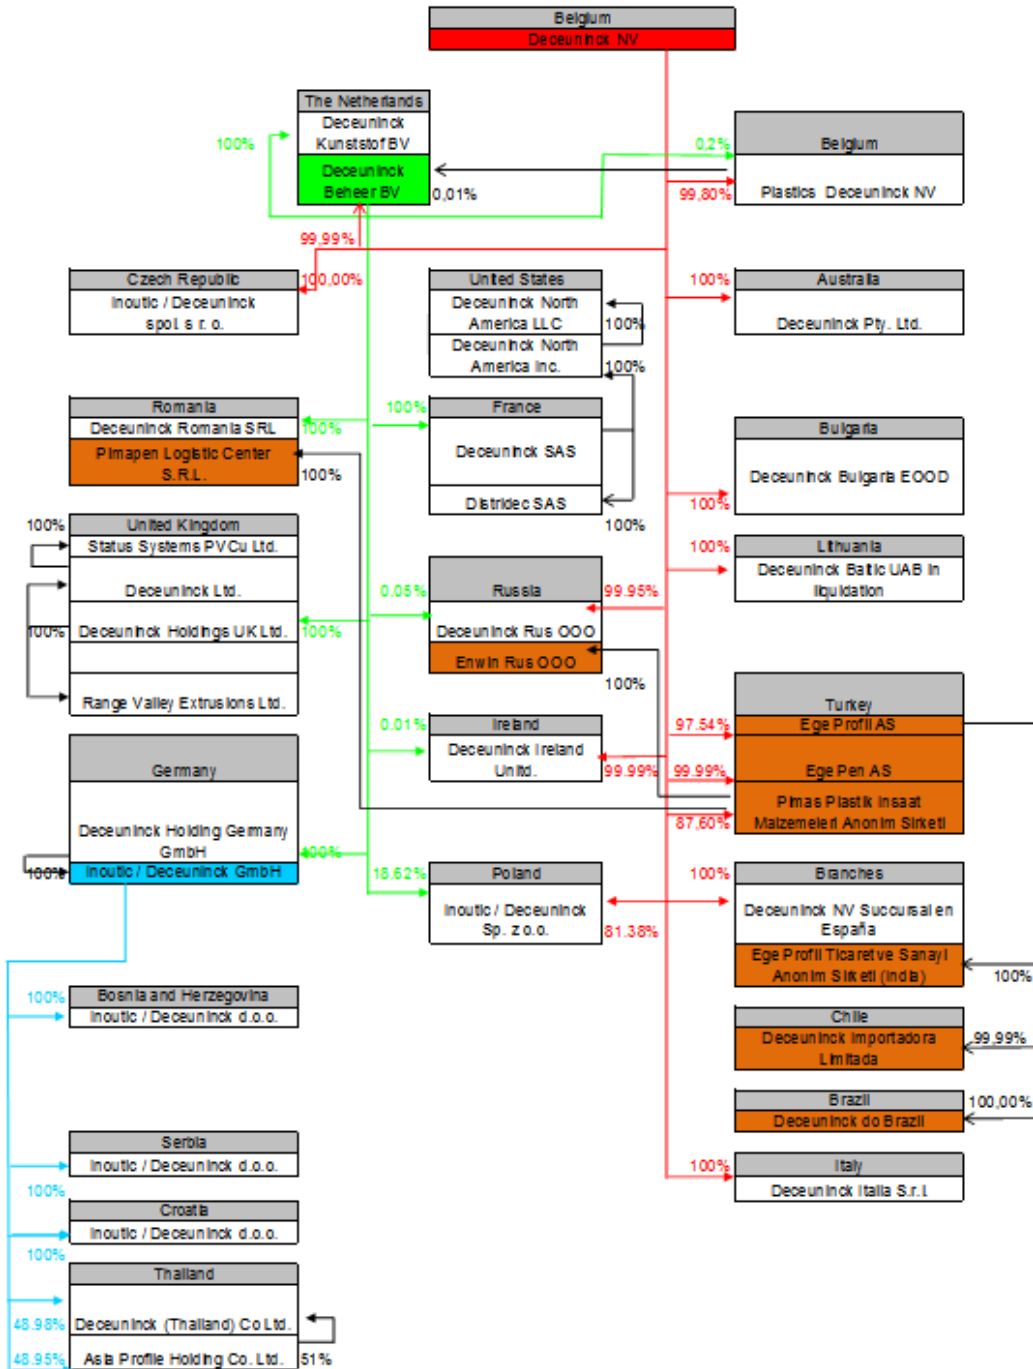 Belgium
Deceuninck NV
The Netherlands
Deceuninck
Kunststof BV
Deceuninck
Beheer BV
100%
0,01%
0,2%
Belgium
99,80%
Plastics Deceuninck NV
99,99%
Czech Republic
100,00%
Inoutic / Deceuninck
spol. s r. o.
United States
Deceuninck North
America LLC
100%
Deceuninck North
America Inc.
100%
100%
Australia
Deceuninck Pty. Ltd.
Romania
Deceuninck Romania SRL
100%
Pimapen Logistic Center
S.R.L.
100%
100%
France
Deceuninck SAS
Distridec SAS
100%
Bulgaria
Deceuninck Bulgaria EOOD
100%
100%
United Kingdom
Status Systems PVCu Ltd.
Deceuninck Ltd.
100%
Deceuninck Holdings UK Ltd.
100%
Range Valley Extrusions Ltd.
100%
Lithuania
Deceuninck Baltic UAB in
liquidation
0.05%
Russia
99.95%
Deceuninck Rus OOO
Enwin Rus OOO
100%
0.01%
Ireland
Deceuninck Ireland
Unltd.
99.99%
Turkey
97.54%
Ege Profil AS
99.99%
Ege Pen AS
Pimas Plastik Insaat
Malzemeleri Anonim Sirketi
87,60%
Germany
Deceuninck Holding Germany
GmbH
100%
100%
Inoutic / Deceuninck GmbH
18.62%
Poland
Inoutic / Deceuninck
Sp. z o.o.
81.38%
100%
Branches
Deceuninck NV Succursal en
España
Ege Profil Ticaret ve Sanayi
Anonim Sirketi (India)
100%
100%
Bosnia and Herzegovina
Inoutic / Deceuninck d.o.o.
Chile
Deceuninck Importadora
Limitada
99,99%
Brazil
100,00%
Deceuninck do Brazil
Serbia
Inoutic / Deceuninck d.o.o.
100%
100%
Italy
Deceuninck Italia S.r.l.
Croatia
Inoutic / Deceuninck d.o.o.
100%
Thailand
48.98%
Deceuninck (Thailand) Co Ltd.
48.95%
Asia Profile Holding Co. Ltd.
51%